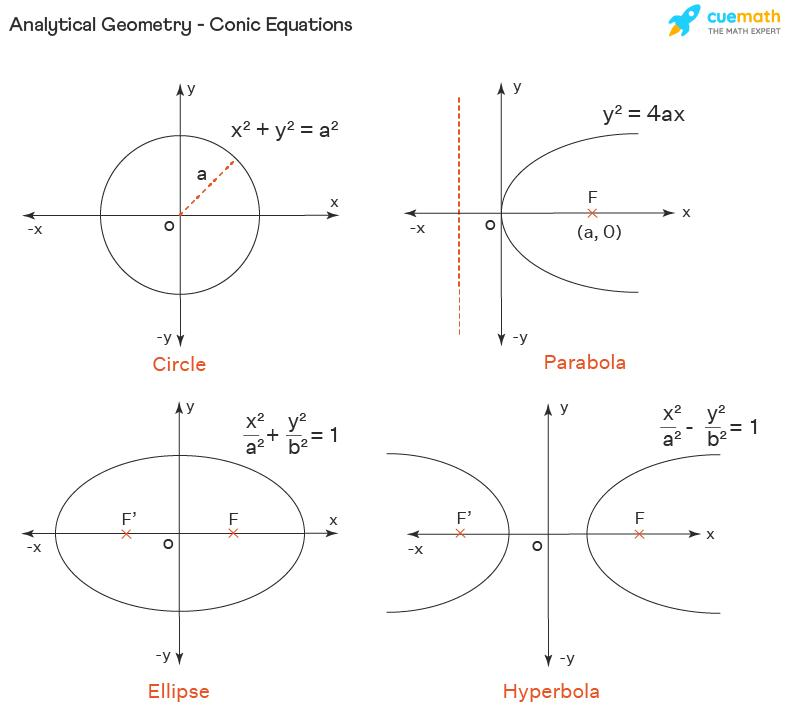 Analytical Geometry - Conic Equations
cuemath
THE MATH EXPERT
y
x² + y² = a²
a
x
O
-x
-y
Circle
y
y² = 4ax
F
x
-x
O
(a, 0)
-y
Parabola
y
x²/a² + y²/b² = 1
F’
F
x
-x
O
-y
Ellipse
y
x²/a² - y²/b² = 1
F’
F
x
-x
O
-y
Hyperbola